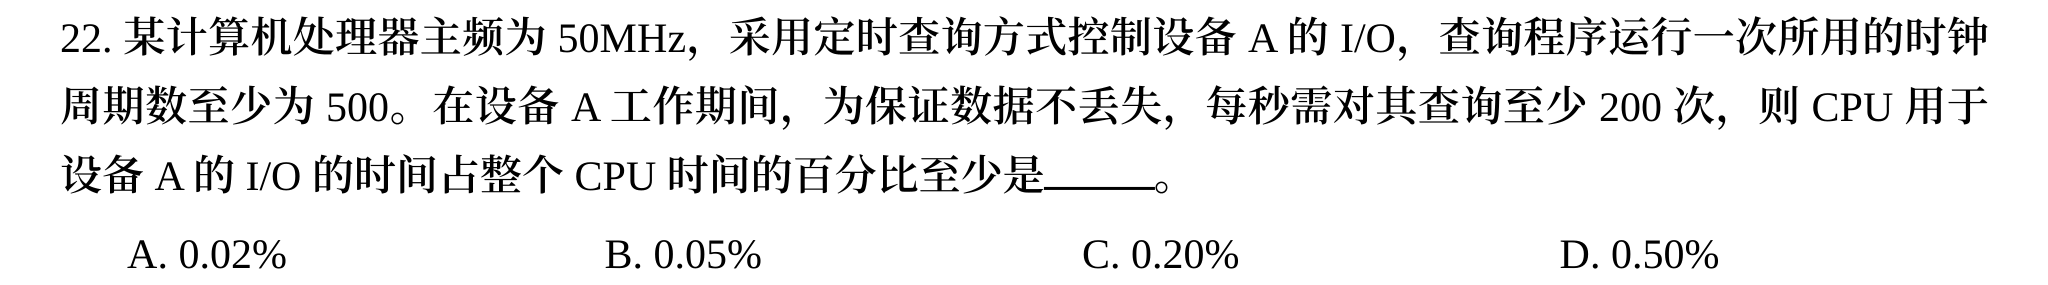 22. 某计算机处理器主频为 50MHz，采用定时查询方式控制设备 A 的 I/O，查询程序运行一次所用的时钟
周期数至少为 500。在设备 A 工作期间，为保证数据不丢失，每秒需对其查询至少 200 次，则 CPU 用于
设备 A 的 I/O 的时间占整个 CPU 时间的百分比至少是_____。
A. 0.02% B. 0.05% C. 0.20% D. 0.50%